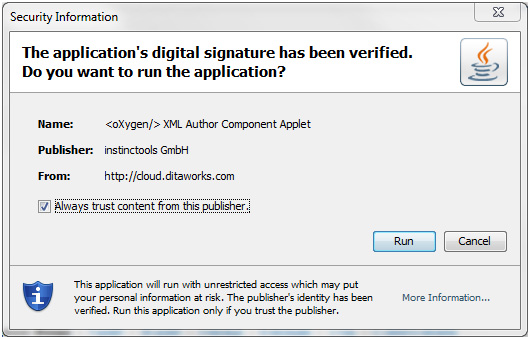 Security Information
The application's digital signature has been verified.
Do you want to run the application?
Name: <oXygen/> XML Author Component Applet
Publisher: instinctools GmbH
From: http://cloud.ditaworks.com
Always trust content from this publisher.
Run Cancel
This application will run with unrestricted access which may put
your personal information at risk. The publisher's identity has been
verified. Run this application only if you trust the publisher.
More Information...